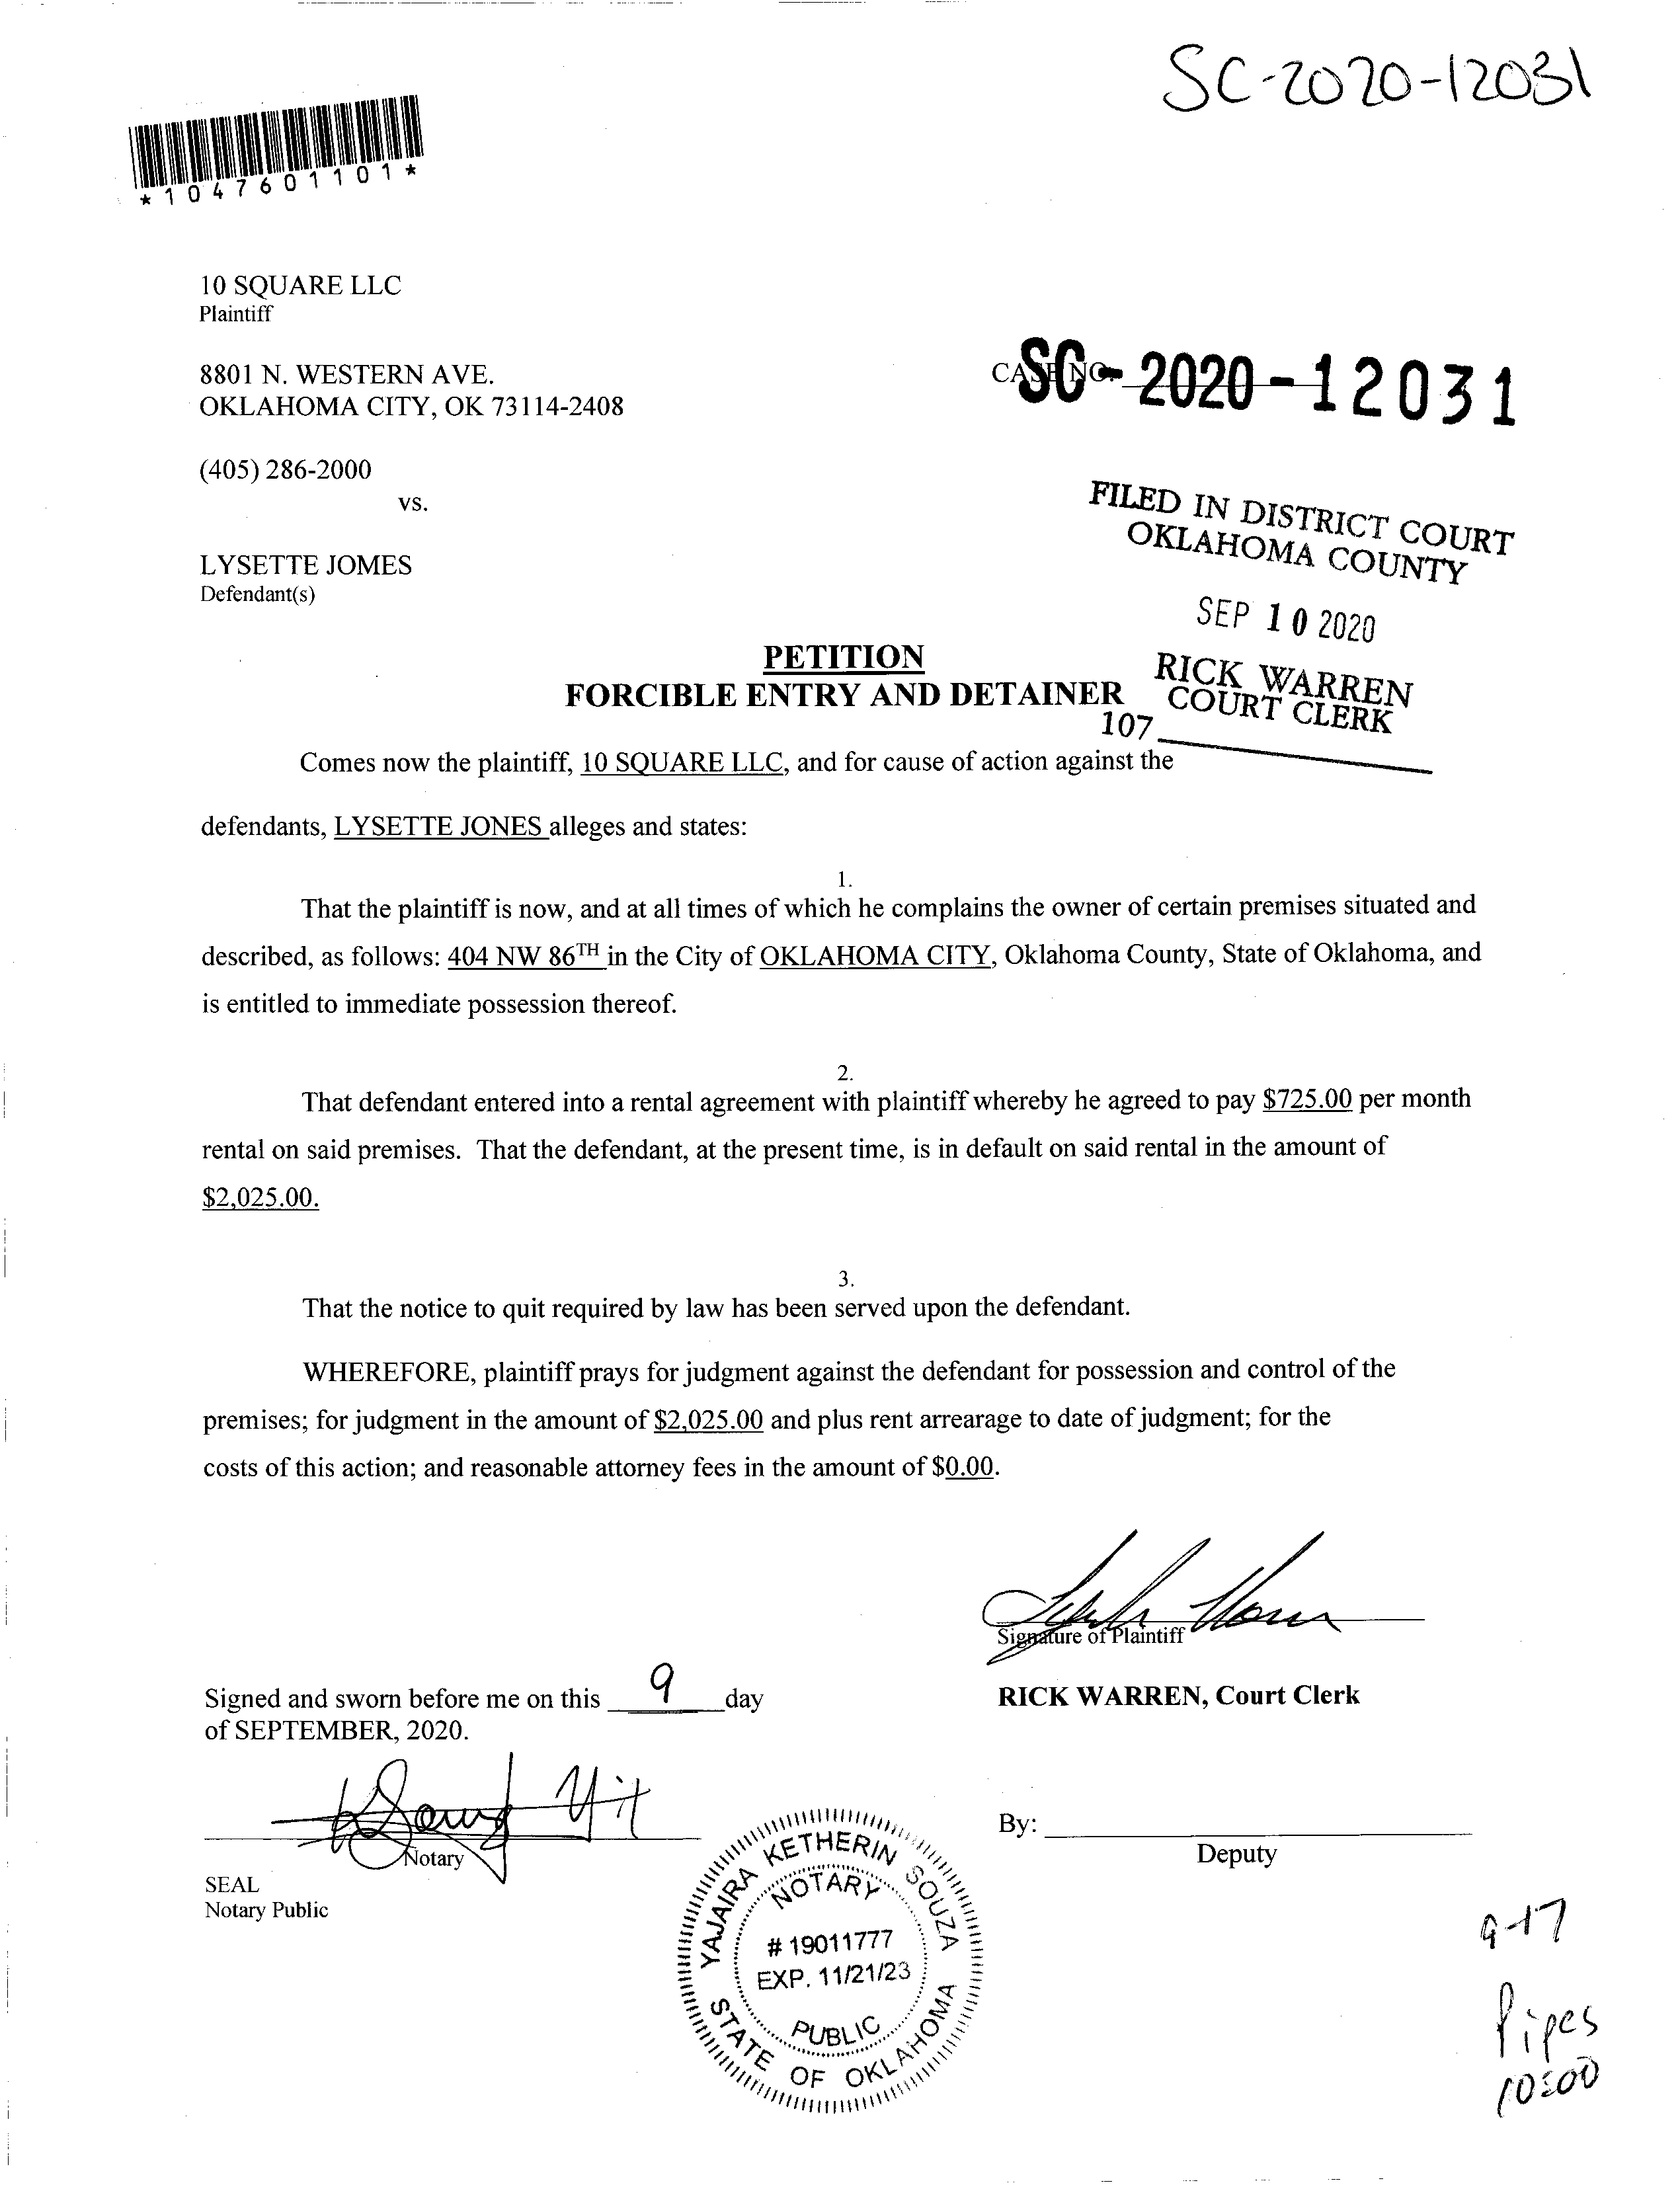 SC-2020-12031
*1047601101*
10 SQUARE LLC
Plaintiff
8801 N. WESTERN AVE.
OKLAHOMA CITY, OK 73114-2408
CASE NO. SC-2020-12031
(405) 286-2000
vs.
FILED IN DISTRICT COURT
OKLAHOMA COUNTY
LYSETTE JOMES
Defendant(s)
SEP 10 2020
RICK WARREN
COURT CLERK
107
PETITION
FORCIBLE ENTRY AND DETAINER
Comes now the plaintiff, 10 SQUARE LLC, and for cause of action against the
defendants, LYSETTE JONES alleges and states:
1.
That the plaintiff is now, and at all times of which he complains the owner of certain premises situated and
described, as follows: 404 NW 86TH in the City of OKLAHOMA CITY, Oklahoma County, State of Oklahoma, and
is entitled to immediate possession thereof.
2.
That defendant entered into a rental agreement with plaintiff whereby he agreed to pay $725.00 per month
rental on said premises. That the defendant, at the present time, is in default on said rental in the amount of
$2,025.00.
3.
That the notice to quit required by law has been served upon the defendant.
WHEREFORE, plaintiff prays for judgment against the defendant for possession and control of the
premises; for judgment in the amount of $2,025.00 and plus rent arrearage to date of judgment; for the
costs of this action; and reasonable attorney fees in the amount of $0.00.
Signature of Plaintiff
Signed and sworn before me on this 9 day
of SEPTEMBER, 2020.
RICK WARREN, Court Clerk
Notary
SEAL
Notary Public
By:
Deputy
YAJAIRA KETHERIN SOUZA
NOTARY
# 19011777
EXP. 11/21/23
PUBLIC
STATE OF OKLAHOMA
9-17
Pipes
10:00